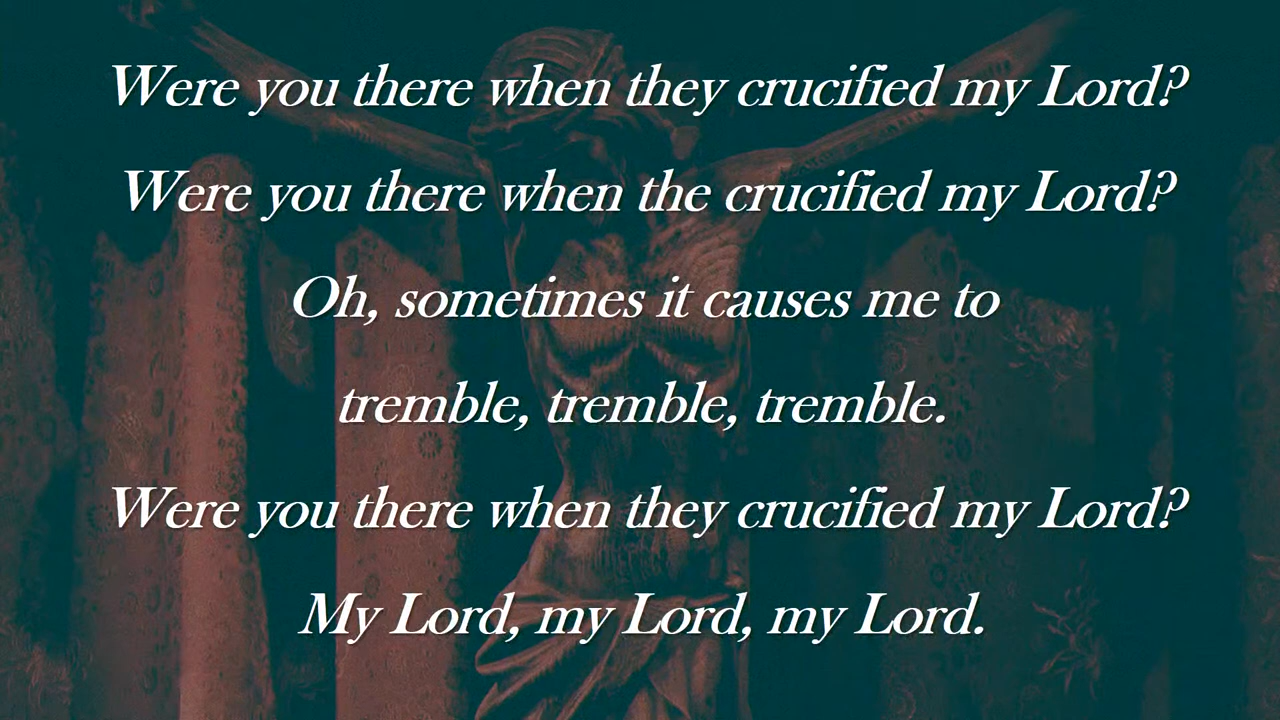 Were you there when they crucified my Lord?
Were you there when the crucified my Lord?
Oh, sometimes it causes me to
tremble, tremble, tremble.
Were you there when they crucified my Lord?
My Lord, my Lord, my Lord.